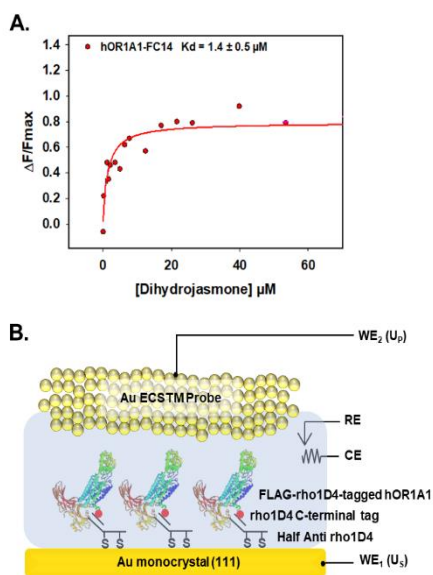 A.
hOR1A1-FC14 Kd = 1.4 ± 0.5 µM
1.4
1.2
1.0
0.8
0.6
0.4
0.2
0.0
ΔF/Fmax
0 20 40 60
[Dihydrojasmone] µM
B.
WE2 (UP)
Au ECSTM Probe
RE
CE
FLAG-rho1D4-tagged hOR1A1
rho1D4 C-terminal tag
Half Anti rho1D4
S S S S S S
Au monocrystal (111)
WE1 (US)